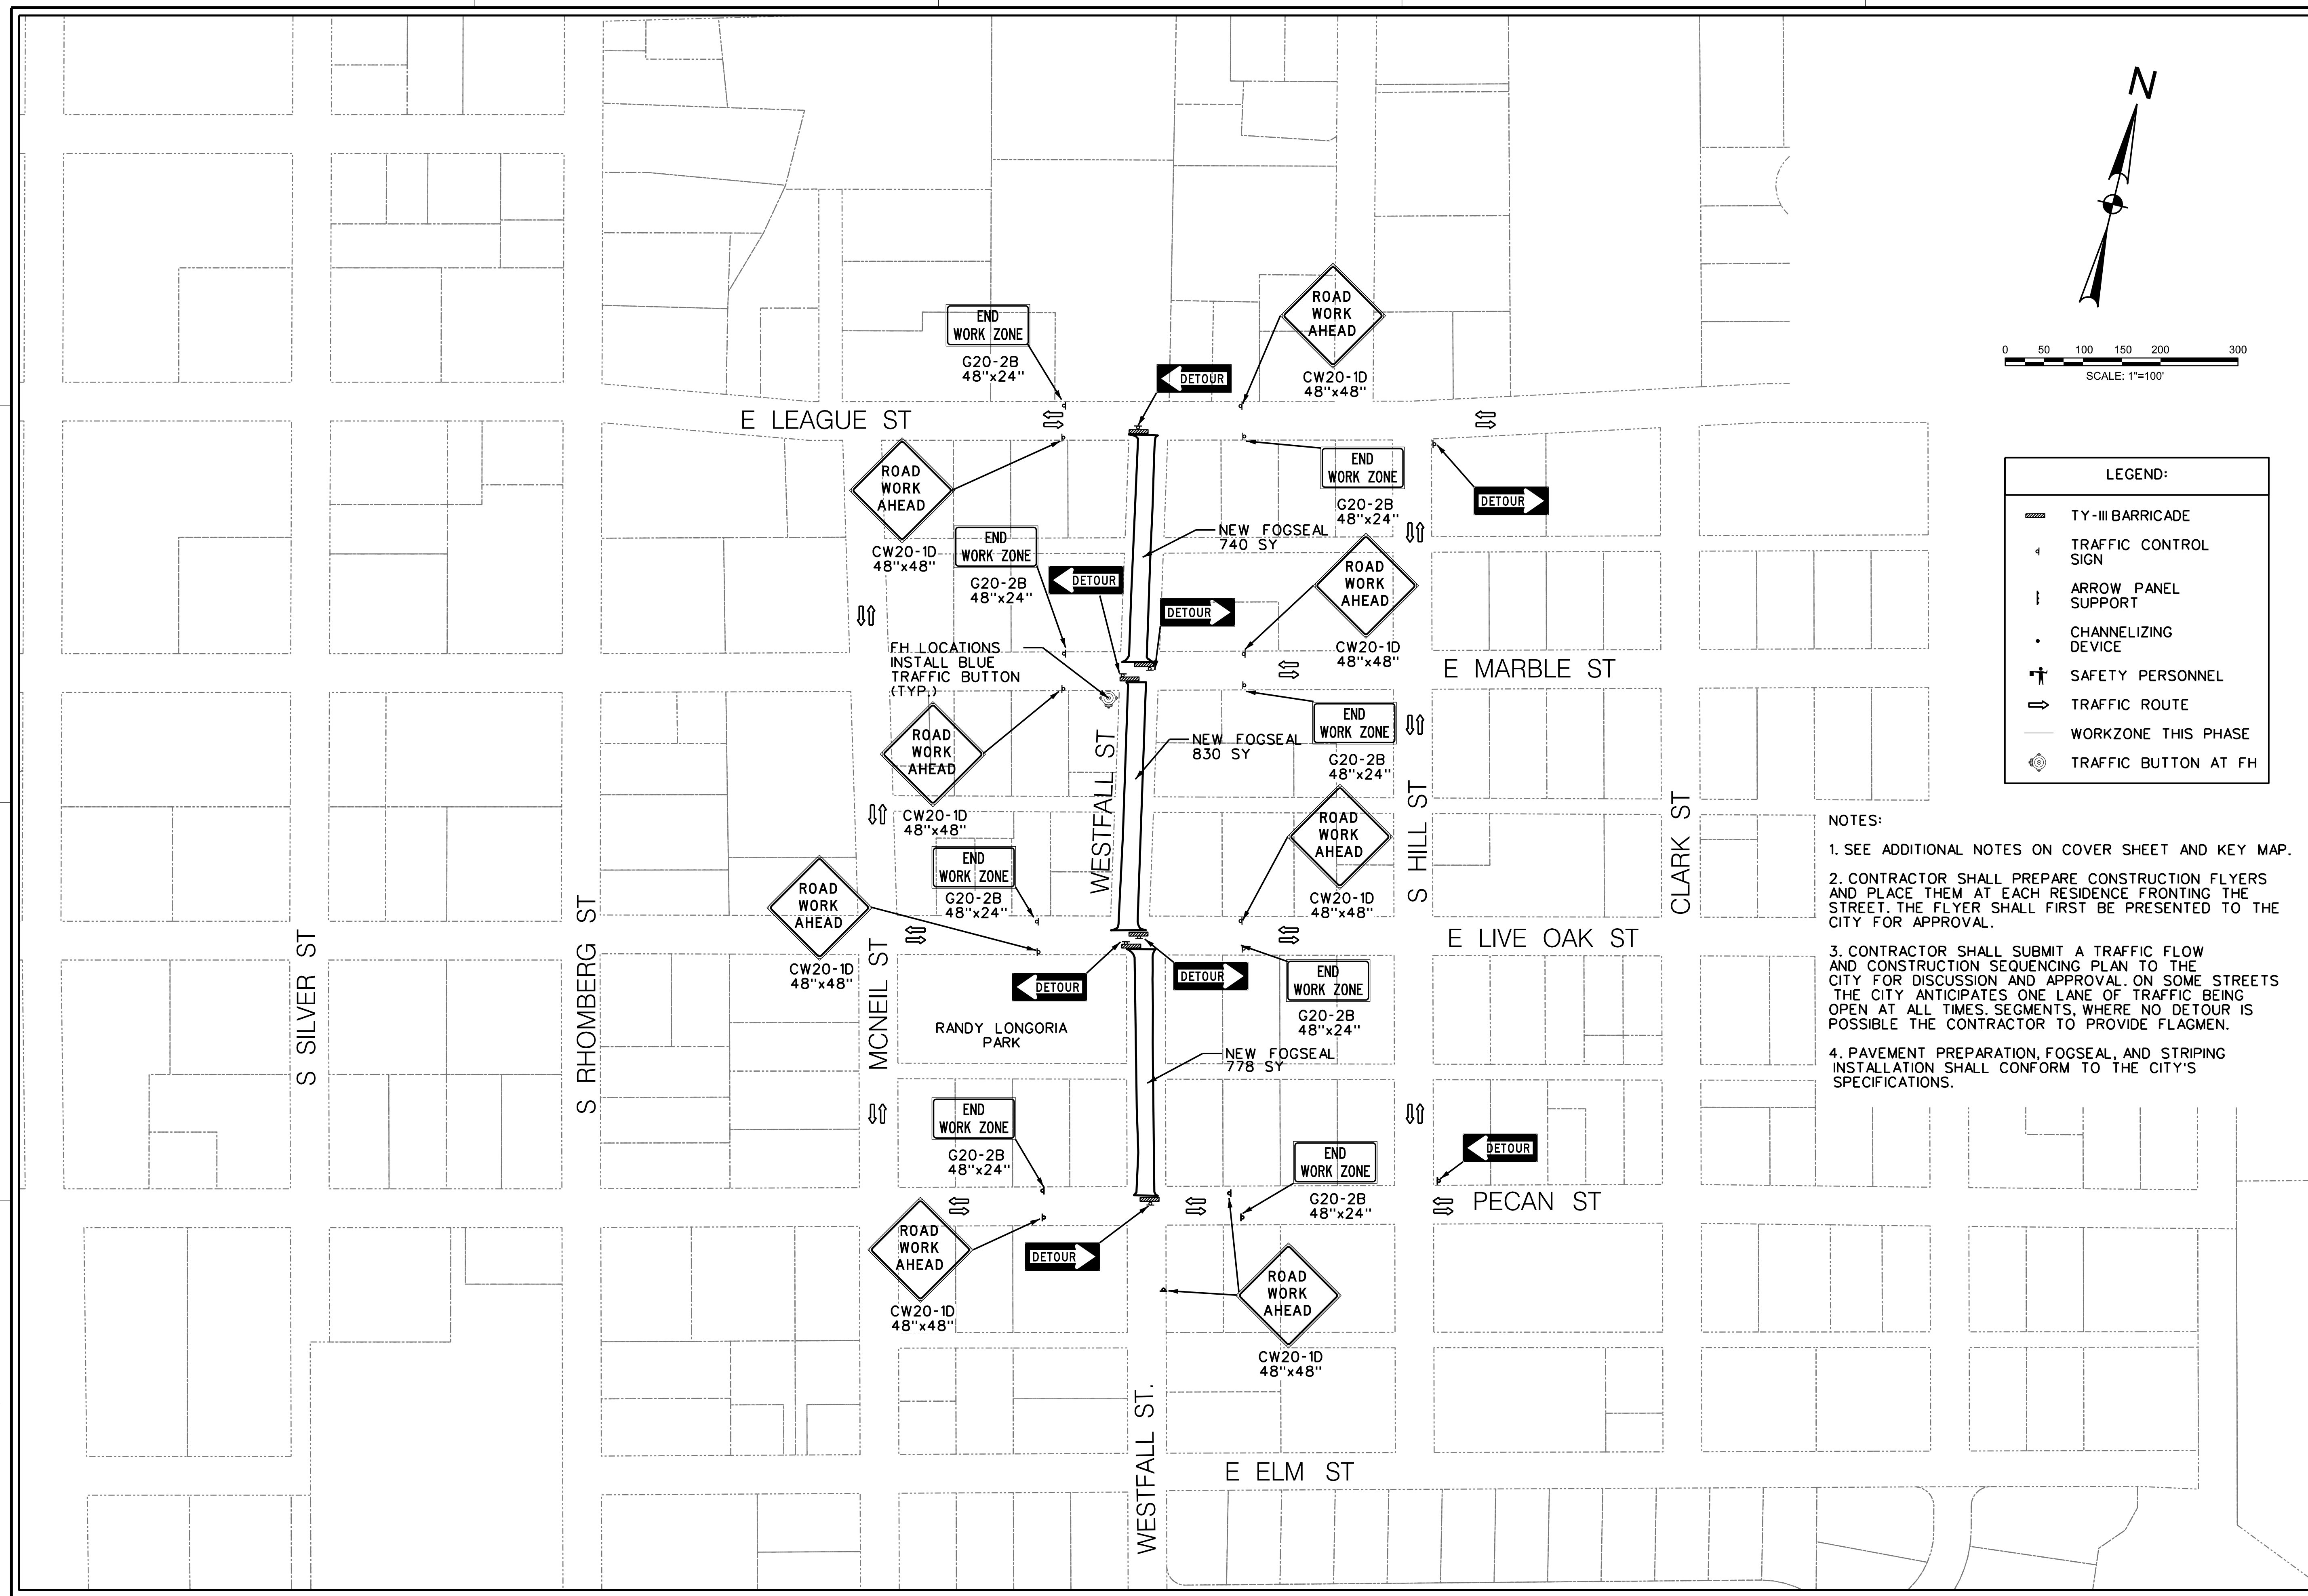 N
0 50 100 150 200 300
SCALE: 1"=100'
END
WORK ZONE
G20-2B
48"x24"
DETOUR
ROAD
WORK
AHEAD
CW20-1D
48"x48"
E LEAGUE ST
ROAD
WORK
AHEAD
CW20-1D
48"x48"
END
WORK ZONE
G20-2B
48"x24"
DETOUR
NEW FOGSEAL
740 SY
END
WORK ZONE
G20-2B
48"x24"
DETOUR
DETOUR
ROAD
WORK
AHEAD
CW20-1D
48"x48"
FH LOCATIONS
INSTALL BLUE
TRAFFIC BUTTON
(TYP.)
E MARBLE ST
ROAD
WORK
AHEAD
CW20-1D
48"x48"
WESTFALL ST
NEW FOGSEAL
830 SY
END
WORK ZONE
G20-2B
48"x24"
ROAD
WORK
AHEAD
CW20-1D
48"x48"
S HILL ST
CLARK ST
END
WORK ZONE
G20-2B
48"x24"
ROAD
WORK
AHEAD
CW20-1D
48"x48"
E LIVE OAK ST
S SILVER ST
S RHOMBERG ST
MCNEIL ST
DETOUR
DETOUR
END
WORK ZONE
G20-2B
48"x24"
RANDY LONGORIA
PARK
NEW FOGSEAL
778 SY
END
WORK ZONE
G20-2B
48"x24"
END
WORK ZONE
G20-2B
48"x24"
DETOUR
PECAN ST
ROAD
WORK
AHEAD
CW20-1D
48"x48"
DETOUR
ROAD
WORK
AHEAD
CW20-1D
48"x48"
WESTFALL ST.
E ELM ST
LEGEND:
TY-III BARRICADE
TRAFFIC CONTROL
SIGN
ARROW PANEL
SUPPORT
CHANNELIZING
DEVICE
SAFETY PERSONNEL
TRAFFIC ROUTE
WORKZONE THIS PHASE
TRAFFIC BUTTON AT FH
NOTES:
1. SEE ADDITIONAL NOTES ON COVER SHEET AND KEY MAP.
2. CONTRACTOR SHALL PREPARE CONSTRUCTION FLYERS
AND PLACE THEM AT EACH RESIDENCE FRONTING THE
STREET. THE FLYER SHALL FIRST BE PRESENTED TO THE
CITY FOR APPROVAL.
3. CONTRACTOR SHALL SUBMIT A TRAFFIC FLOW
AND CONSTRUCTION SEQUENCING PLAN TO THE
CITY FOR DISCUSSION AND APPROVAL. ON SOME STREETS
THE CITY ANTICIPATES ONE LANE OF TRAFFIC BEING
OPEN AT ALL TIMES. SEGMENTS, WHERE NO DETOUR IS
POSSIBLE THE CONTRACTOR TO PROVIDE FLAGMEN.
4. PAVEMENT PREPARATION, FOGSEAL, AND STRIPING
INSTALLATION SHALL CONFORM TO THE CITY'S
SPECIFICATIONS.